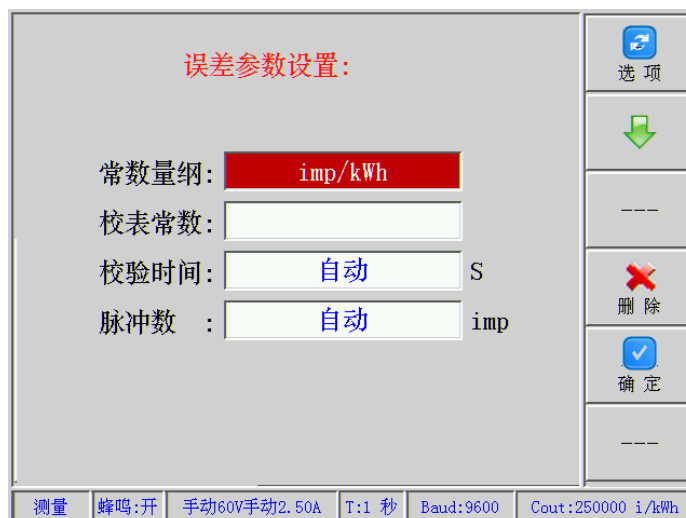 误差参数设置:
常数量纲: imp/kWh
校表常数:
校验时间: 自动 S
脉冲数 : 自动 imp
选 项
---
删 除
确 定
---
测量 蜂鸣:开 手动60V手动2.50A T:1 秒 Baud:9600 Cout:250000 i/kWh